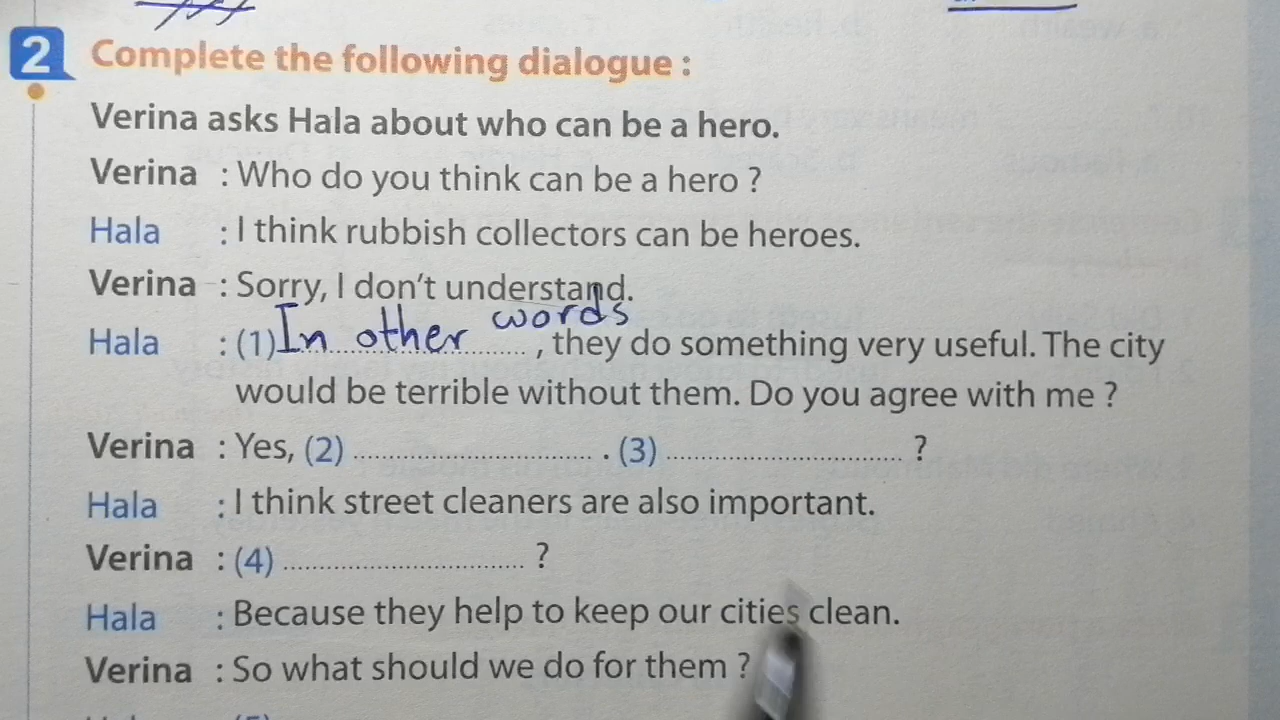 2 Complete the following dialogue :
Verina asks Hala about who can be a hero.
Verina : Who do you think can be a hero ?
Hala : I think rubbish collectors can be heroes.
Verina : Sorry, I don't understand.
Hala : (1) In other words , they do something very useful. The city
would be terrible without them. Do you agree with me ?
Verina : Yes, (2) ............................ . (3) ............................ ?
Hala : I think street cleaners are also important.
Verina : (4) ............................ ?
Hala : Because they help to keep our cities clean.
Verina : So what should we do for them ?